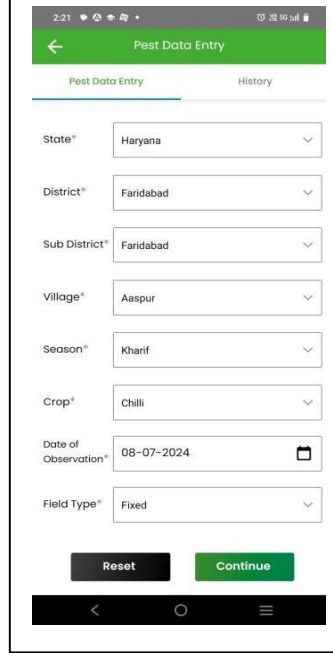 2:21
Pest Data Entry
Pest Data Entry History
State* Haryana
District* Faridabad
Sub District* Faridabad
Village* Aaspur
Season* Kharif
Crop* Chilli
Date of
Observation* 08-07-2024
Field Type* Fixed
Reset Continue